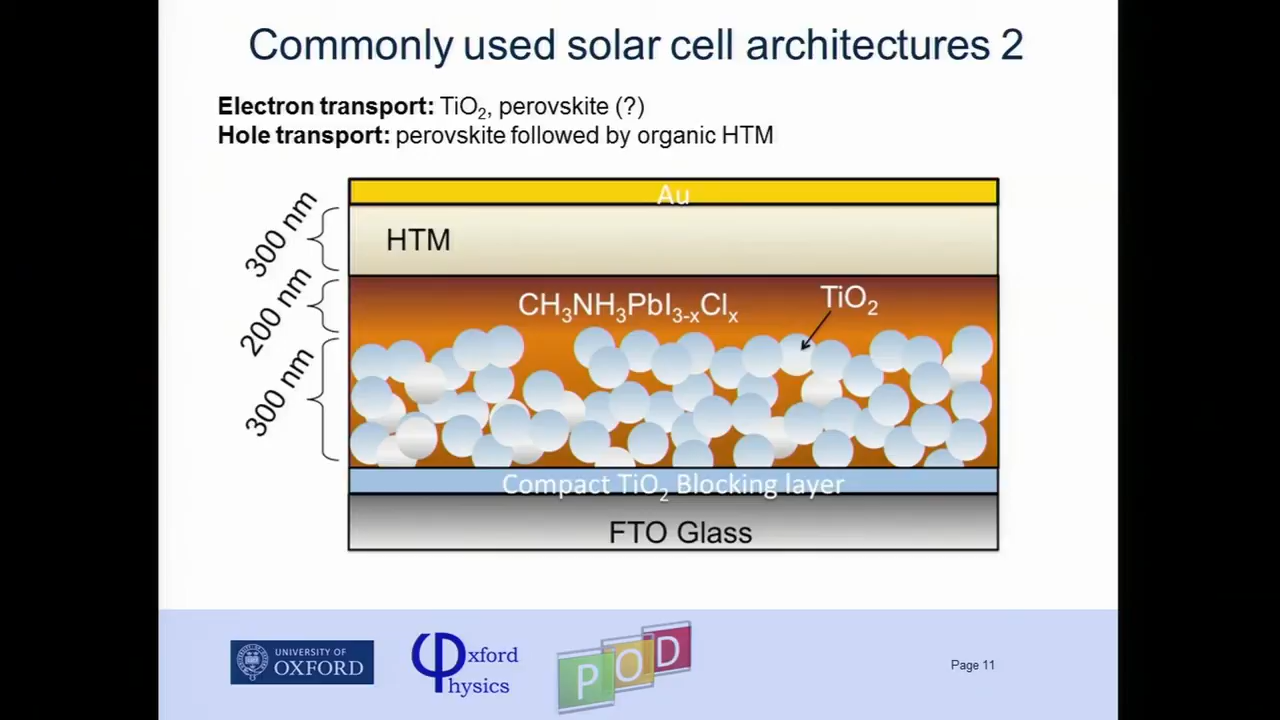 Commonly used solar cell architectures 2
Electron transport: TiO₂, perovskite (?)
Hole transport: perovskite followed by organic HTM
Au
300 nm
HTM
200 nm
CH₃NH₃PbI₃₋ₓClₓ
TiO₂
300 nm
Compact TiO₂ Blocking layer
FTO Glass
UNIVERSITY OF
OXFORD
Oxford
Physics
POD
Page 11